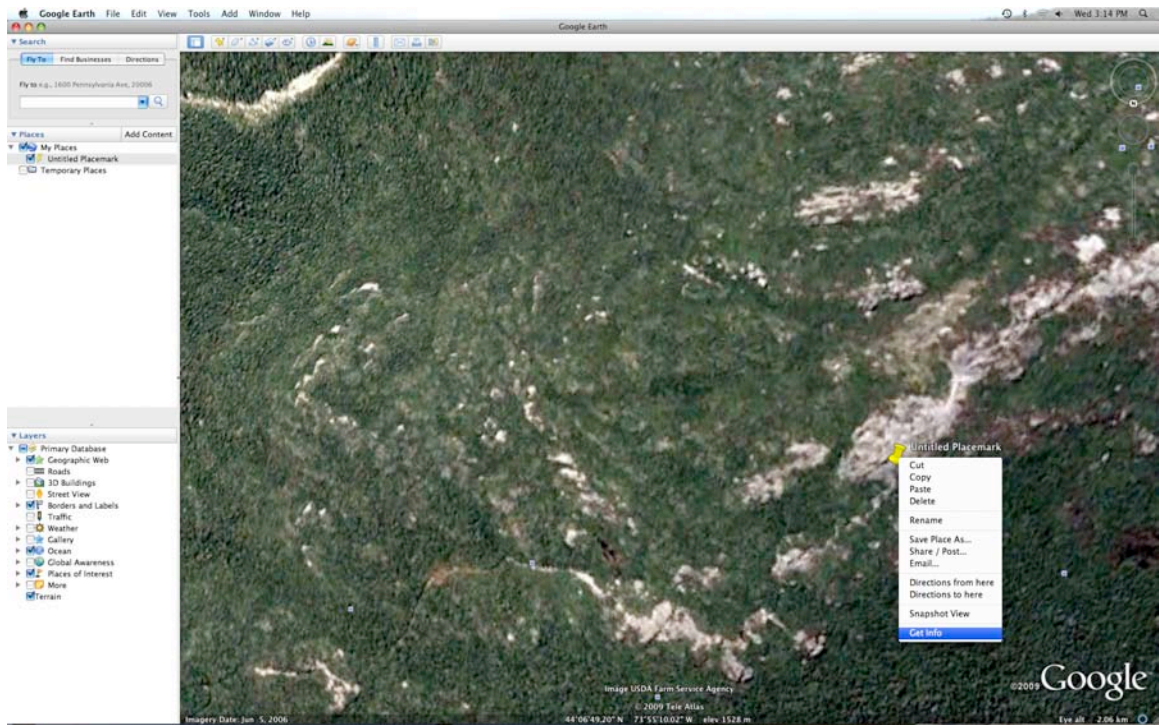 Google Earth File Edit View Tools Add Window Help Wed 3:14 PM
Google Earth
Search
Fly To Find Businesses Directions
Fly to e.g., 1600 Pennsylvania Ave, 20006
Places Add Content
My Places
Untitled Placemark
Temporary Places
Layers
Primary Database
Geographic Web
Roads
3D Buildings
Street View
Borders and Labels
Traffic
Weather
Gallery
Ocean
Global Awareness
Places of Interest
More
Terrain
N
Untitled Placemark
Cut
Copy
Paste
Delete
Rename
Save Place As...
Share / Post...
Email...
Directions from here
Directions to here
Snapshot View
Get Info
Image USDA Farm Service Agency
© 2009 Tele Atlas
©2009 Google
Imagery Date: Jun 5, 2006 44°06'49.20" N 73°55'10.02" W elev 1528 m Eye alt 2.06 km